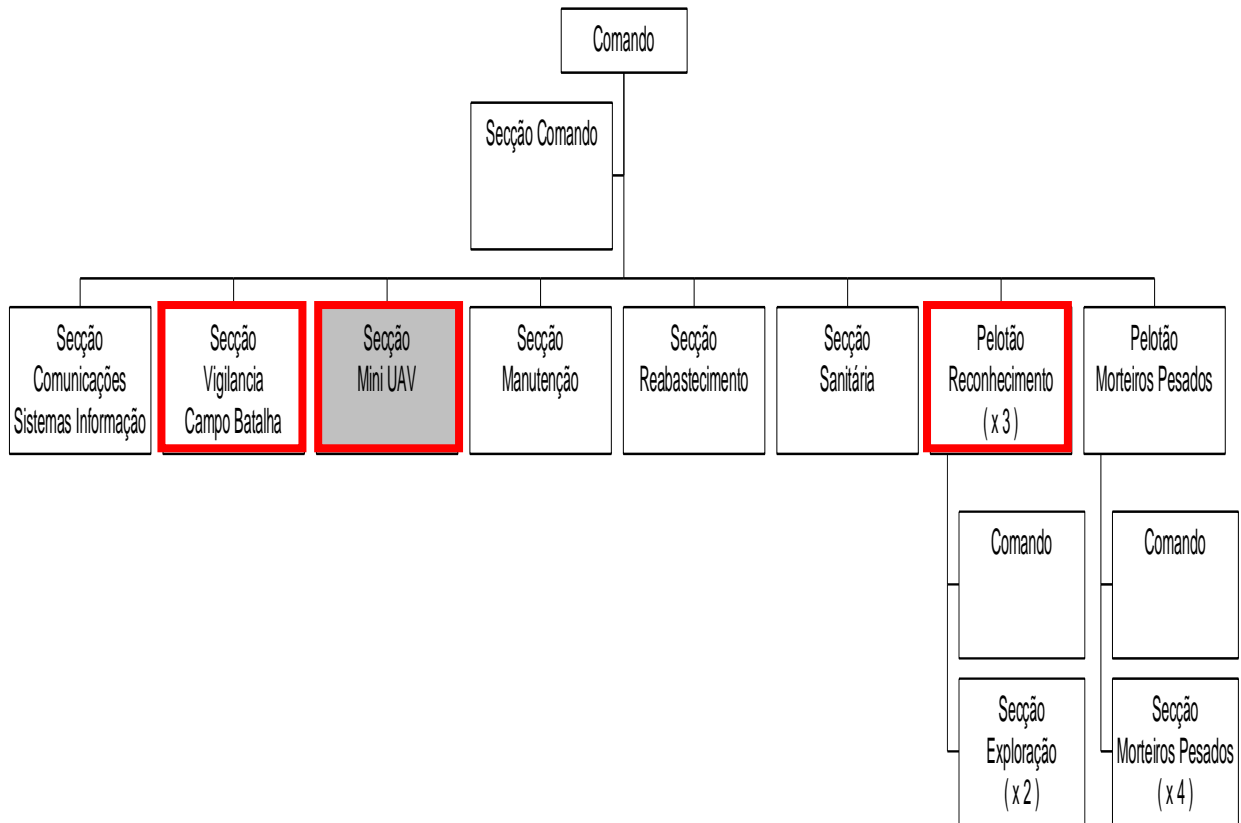 Comando
Secção Comando
Secção
Comunicações
Sistemas Informação
Secção
Vigilancia
Campo Batalha
Secção
Mini UAV
Secção
Manutenção
Secção
Reabastecimento
Secção
Sanitária
Pelotão
Reconhecimento
( x 3 )
Pelotão
Morteiros Pesados
Comando
Comando
Secção
Exploração
( x 2 )
Secção
Morteiros Pesados
( x 4 )